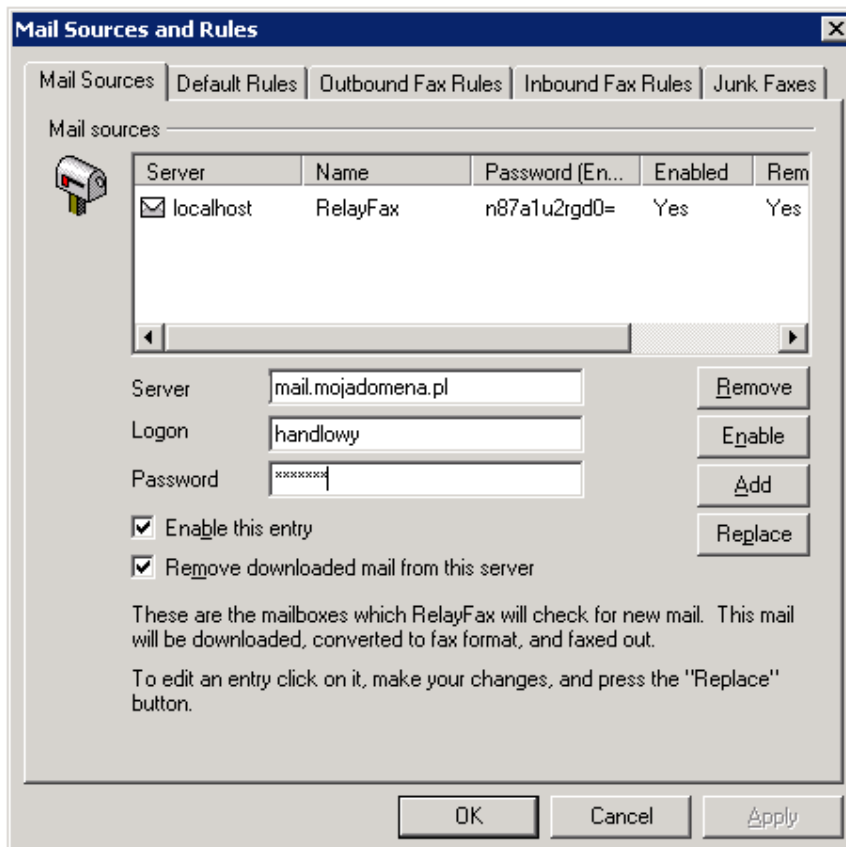 Mail Sources and Rules
Mail Sources Default Rules Outbound Fax Rules Inbound Fax Rules Junk Faxes
Mail sources
Server Name Password (En... Enabled Rem
localhost RelayFax n87a1u2rgd0= Yes Yes
Server mail.mojadomena.pl Remove
Logon handlowy Enable
Password ******* Add
Enable this entry Replace
Remove downloaded mail from this server
These are the mailboxes which RelayFax will check for new mail. This mail
will be downloaded, converted to fax format, and faxed out.
To edit an entry click on it, make your changes, and press the "Replace"
button.
OK Cancel Apply